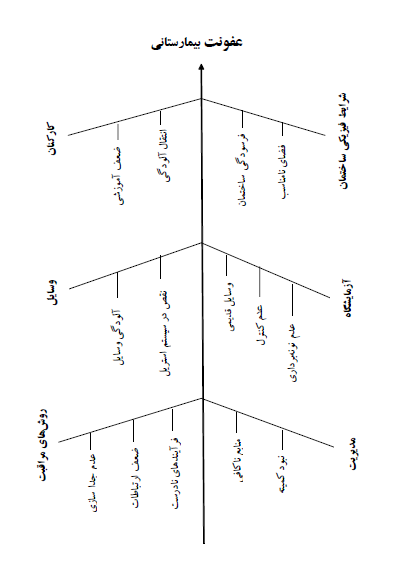 عفونت بیمارستانی
شرایط فیزیکی ساختمان
فضای نامناسب
فرسودگی ساختمان
کارکنان
انتقال آلودگی
ضعف آموزشی
آزمایشگاه
عدم نمونه‌برداری
عدم کنترل
وسایل قدیمی
وسایل
نقص در سیستم استریل
آلودگی وسایل
مدیریت
نبود کمیته
منابع ناکافی
روش‌های مراقبت
فرآیندهای نادرست
ضعف ارتباطات
عدم جدا سازی